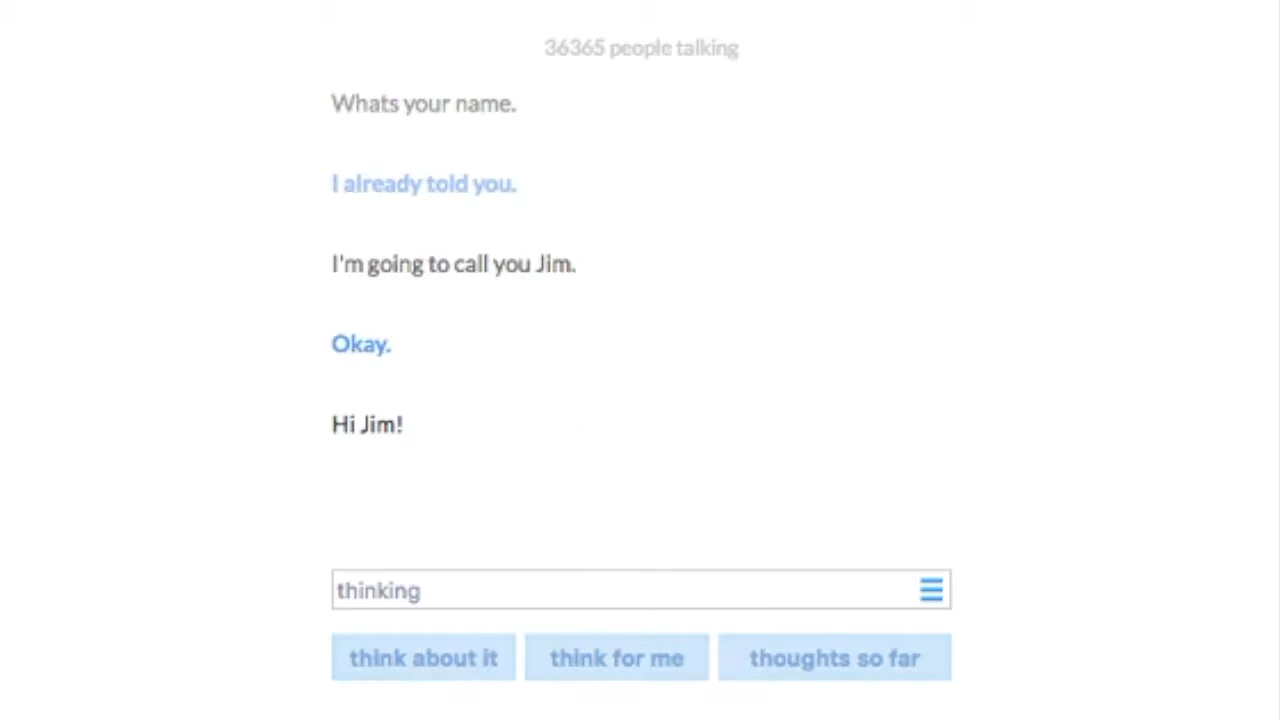 36365 people talking
Whats your name.
I already told you.
I'm going to call you Jim.
Okay.
Hi Jim!
thinking
think about it think for me thoughts so far